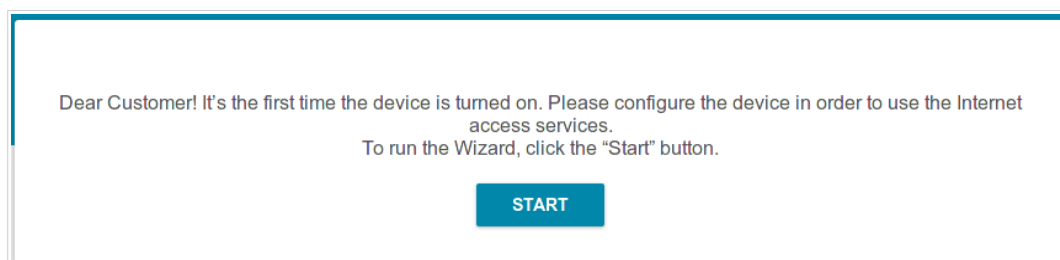 Dear Customer! It’s the first time the device is turned on. Please configure the device in order to use the Internet
access services.
To run the Wizard, click the “Start” button.
START